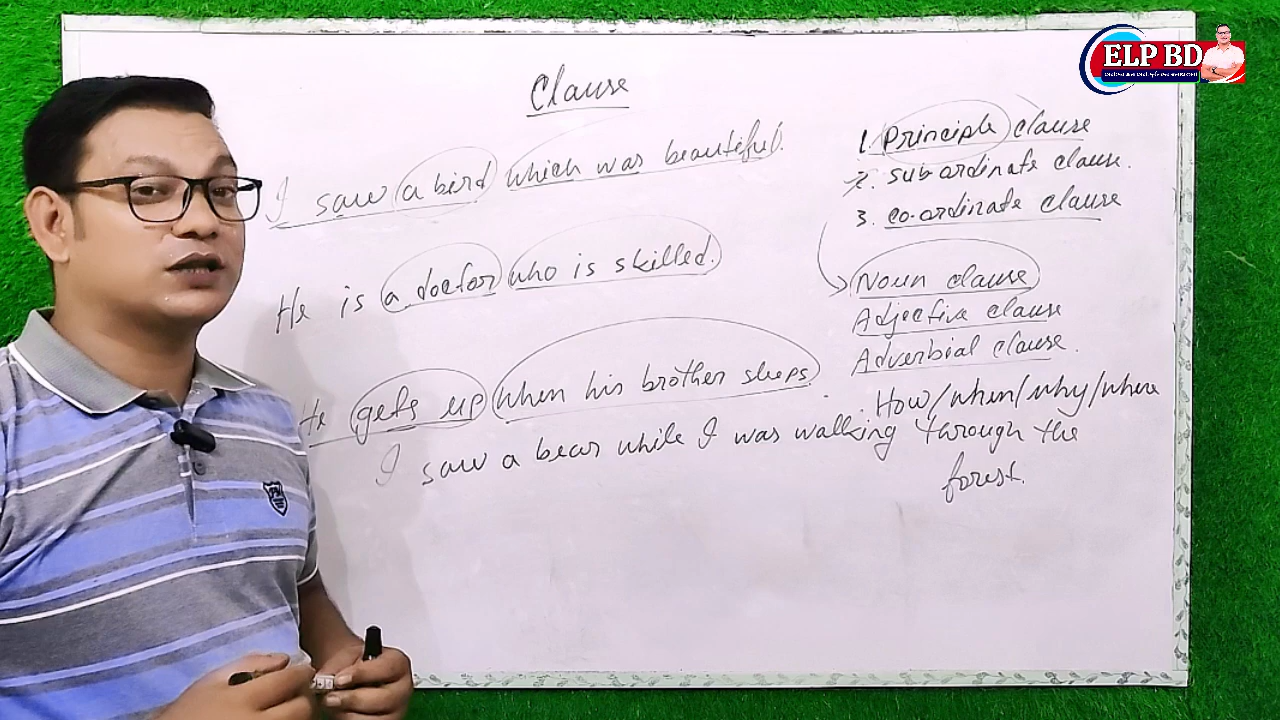 Clause
I saw a bird which was beautiful.
He is a doctor who is skilled.
He gets up when his brother sleeps.
I saw a bear while I was walking through the
forest.
1. Principle clause
2. subordinate clause.
3. co-ordinate clause
Noun clause
Adjective clause
Adverbial clause.
How/when/why/where
ELP BD